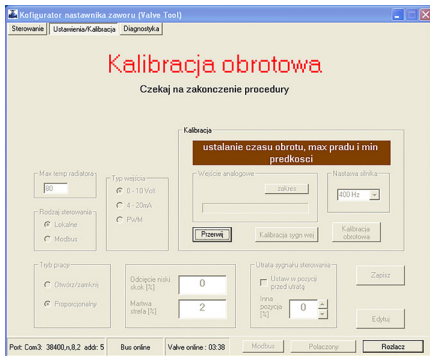 Kofigurator nastawnika zaworu (Valve Tool)
Sterowanie Ustawienia/Kalibracja Diagnostyka
Kalibracja obrotowa
Czekaj na zakonczenie procedury
Kalibracja
ustalanie czasu obrotu, max pradu i min
predkosci
Max temp radiatora
80
Typ wejścia
0 - 10 Volt
4 - 20mA
PWM
Wejście analogowe
zakres
Nastawa silnika
400 Hz
Rodzaj sterowania
Lokalne
Modbus
Przerwij
Kalibracja sygn wej
Kalibracja
obrotowa
Tryb pracy
Otwórz/zamknij
Proporcjonalny
Odcięcie niski
skok [%]
0
Martwa
strefa [%]
2
Utrata sygnału sterowania
Ustaw w pozycji
przed utratą
Inna
pozycja
[%]
0
Zapisz
Edytuj
Port: Com3: 38400,n,8,2 addr: 5 Bus online Valve online : 03:38 Modbus Polaczony Rozlacz